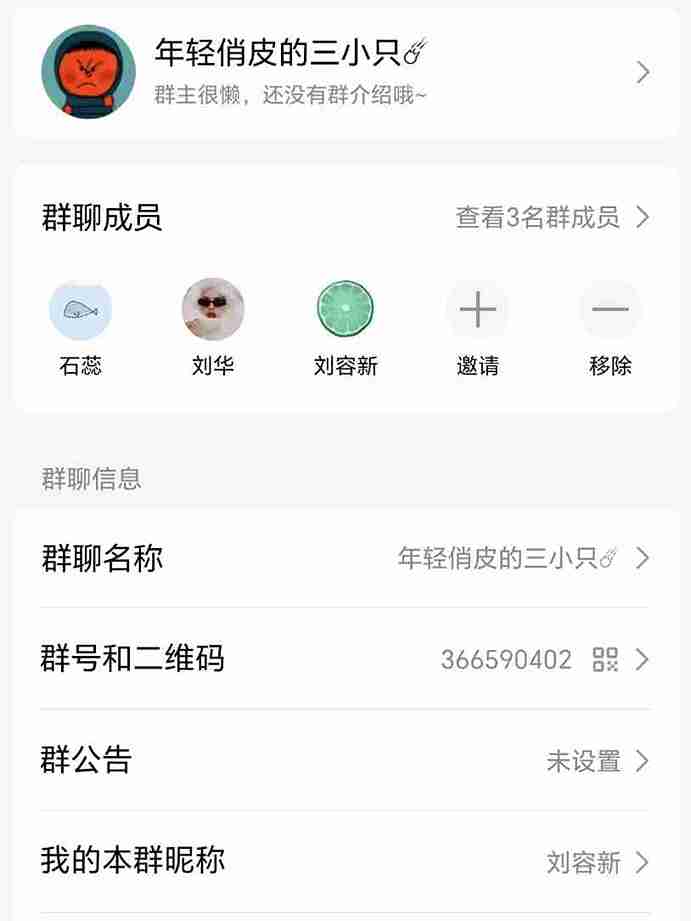 年轻俏皮的三小只☄
群主很懒，还没有群介绍哦~
群聊成员 查看3名群成员
石蕊 刘华 刘容新 邀请 移除
群聊信息
群聊名称 年轻俏皮的三小只☄
群号和二维码 366590402
群公告 未设置
我的本群昵称 刘容新